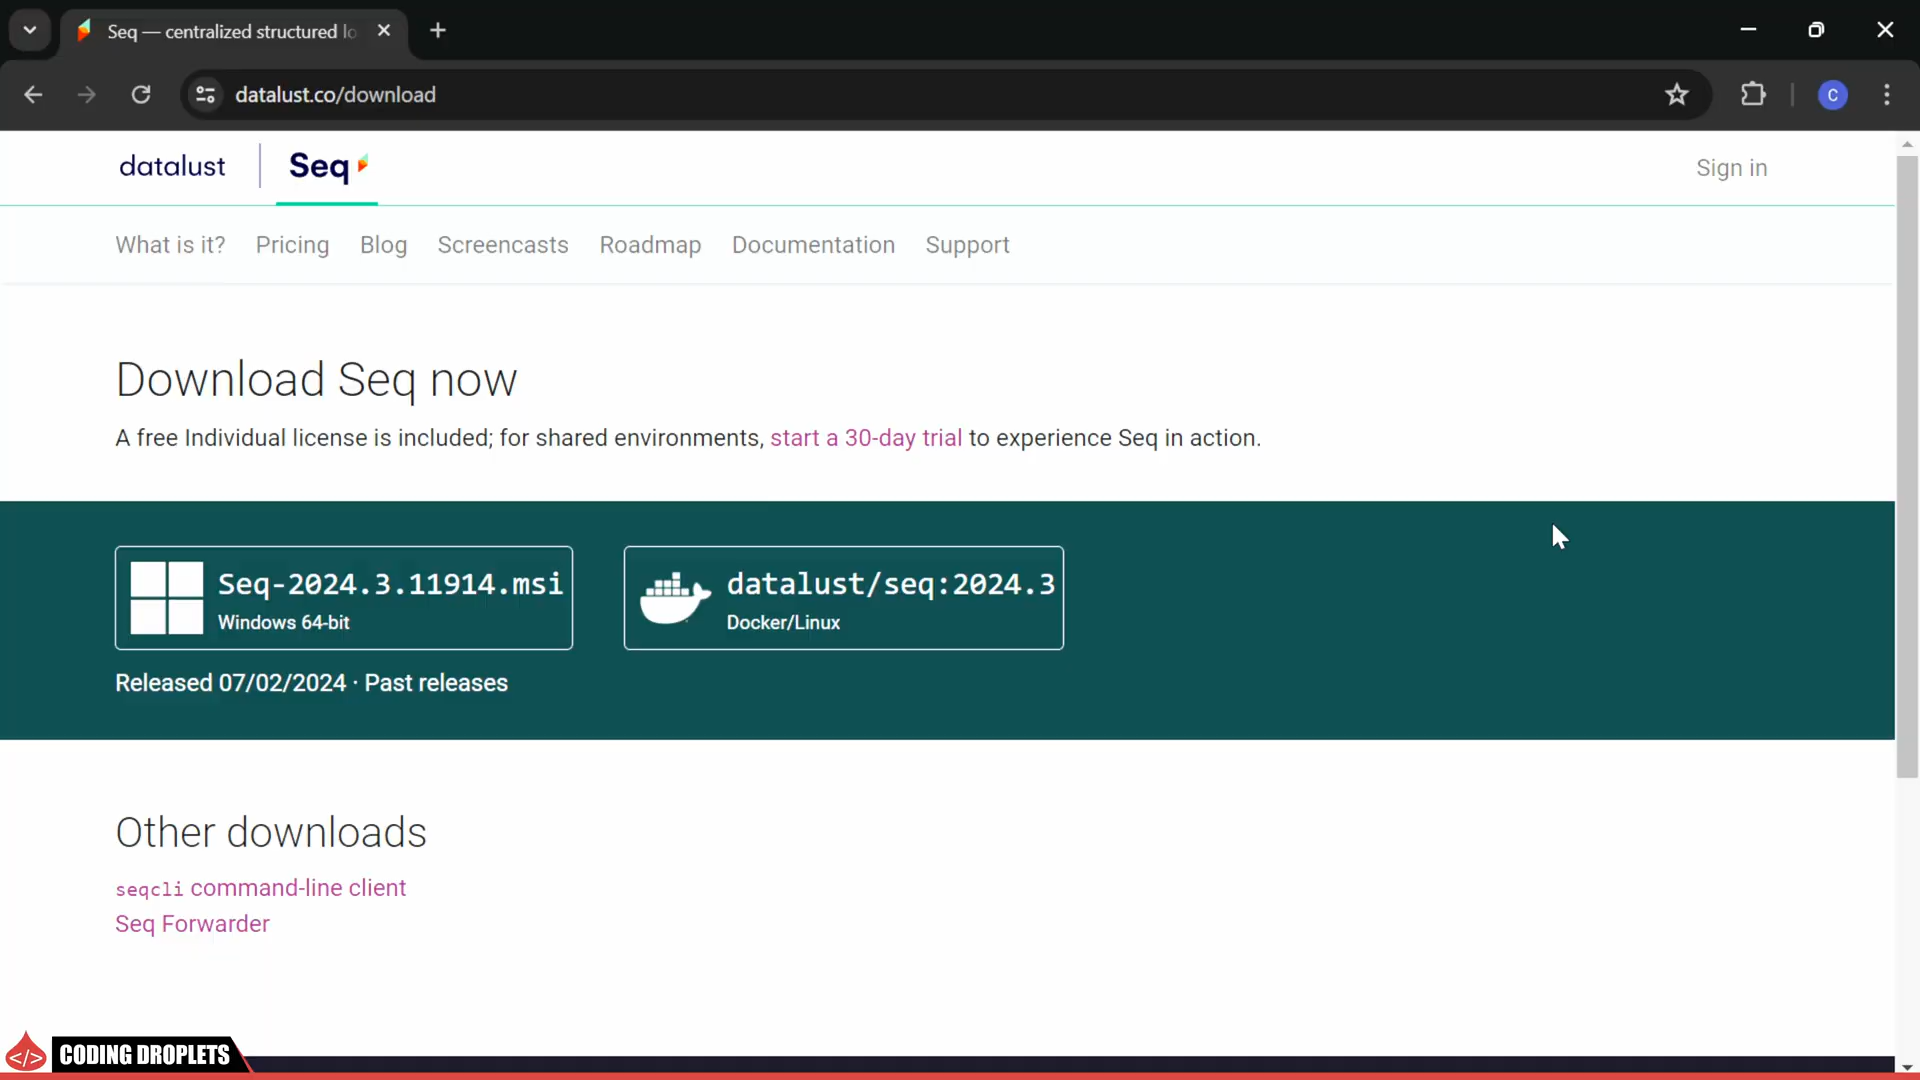 Seq — centralized structured lo
datalust.co/download
C
datalust
Seq
Sign in
What is it? Pricing Blog Screencasts Roadmap Documentation Support
Download Seq now
A free Individual license is included; for shared environments, start a 30-day trial to experience Seq in action.
Seq-2024.3.11914.msi
Windows 64-bit
datalust/seq:2024.3
Docker/Linux
Released 07/02/2024 · Past releases
Other downloads
seqcli command-line client
Seq Forwarder
</> CODING DROPLETS